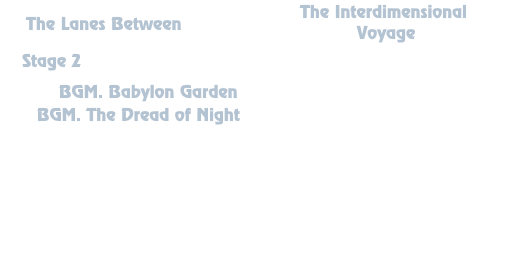 The Lanes Between
The Interdimensional
Voyage
Stage 2
BGM. Babylon Garden
BGM. The Dread of Night